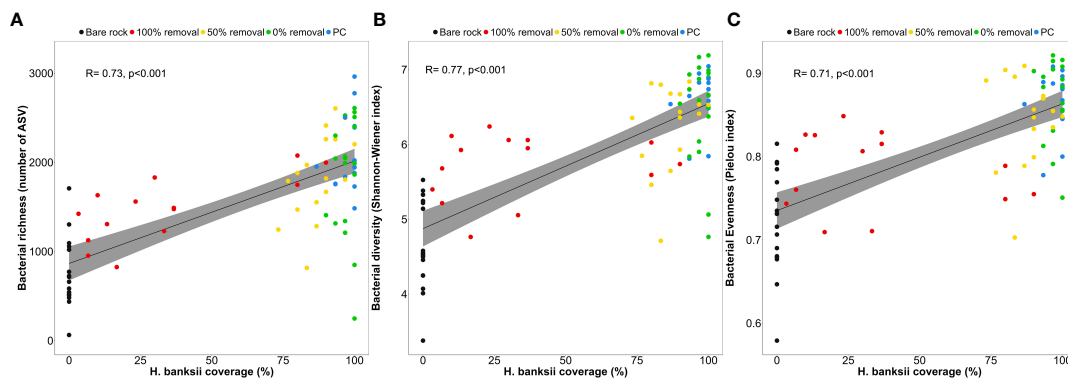 A
Bare rock 100% removal 50% removal 0% removal PC
R= 0.73, p<0.001
Bacterial richness (number of ASV)
3000
2000
1000
0
0 25 50 75 100
H. banksii coverage (%)
B
Bare rock 100% removal 50% removal 0% removal PC
R= 0.77, p<0.001
Bacterial diversity (Shannon-Wiener index)
7
6
5
4
0 25 50 75 100
H. banksii coverage (%)
C
Bare rock 100% removal 50% removal 0% removal PC
R= 0.71, p<0.001
Bacterial Evenness (Pielou index)
0.9
0.8
0.7
0.6
0 25 50 75 100
H. banksii coverage (%)